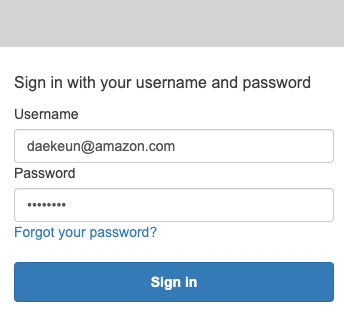 Sign in with your username and password
Username
daekeun@amazon.com
Password
••••••••
Forgot your password?
Sign in